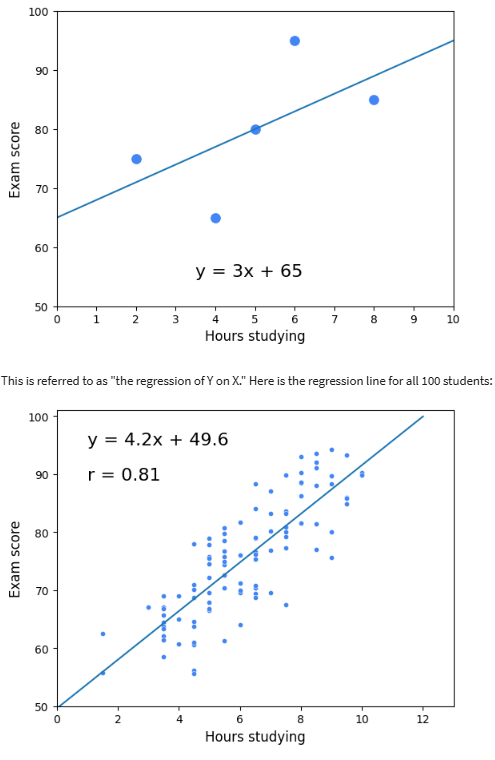 100
90
80
70
60
50
Exam score
y = 3x + 65
0 1 2 3 4 5 6 7 8 9 10
Hours studying
This is referred to as "the regression of Y on X." Here is the regression line for all 100 students:
100
90
80
70
60
50
Exam score
y = 4.2x + 49.6
r = 0.81
0 2 4 6 8 10 12
Hours studying